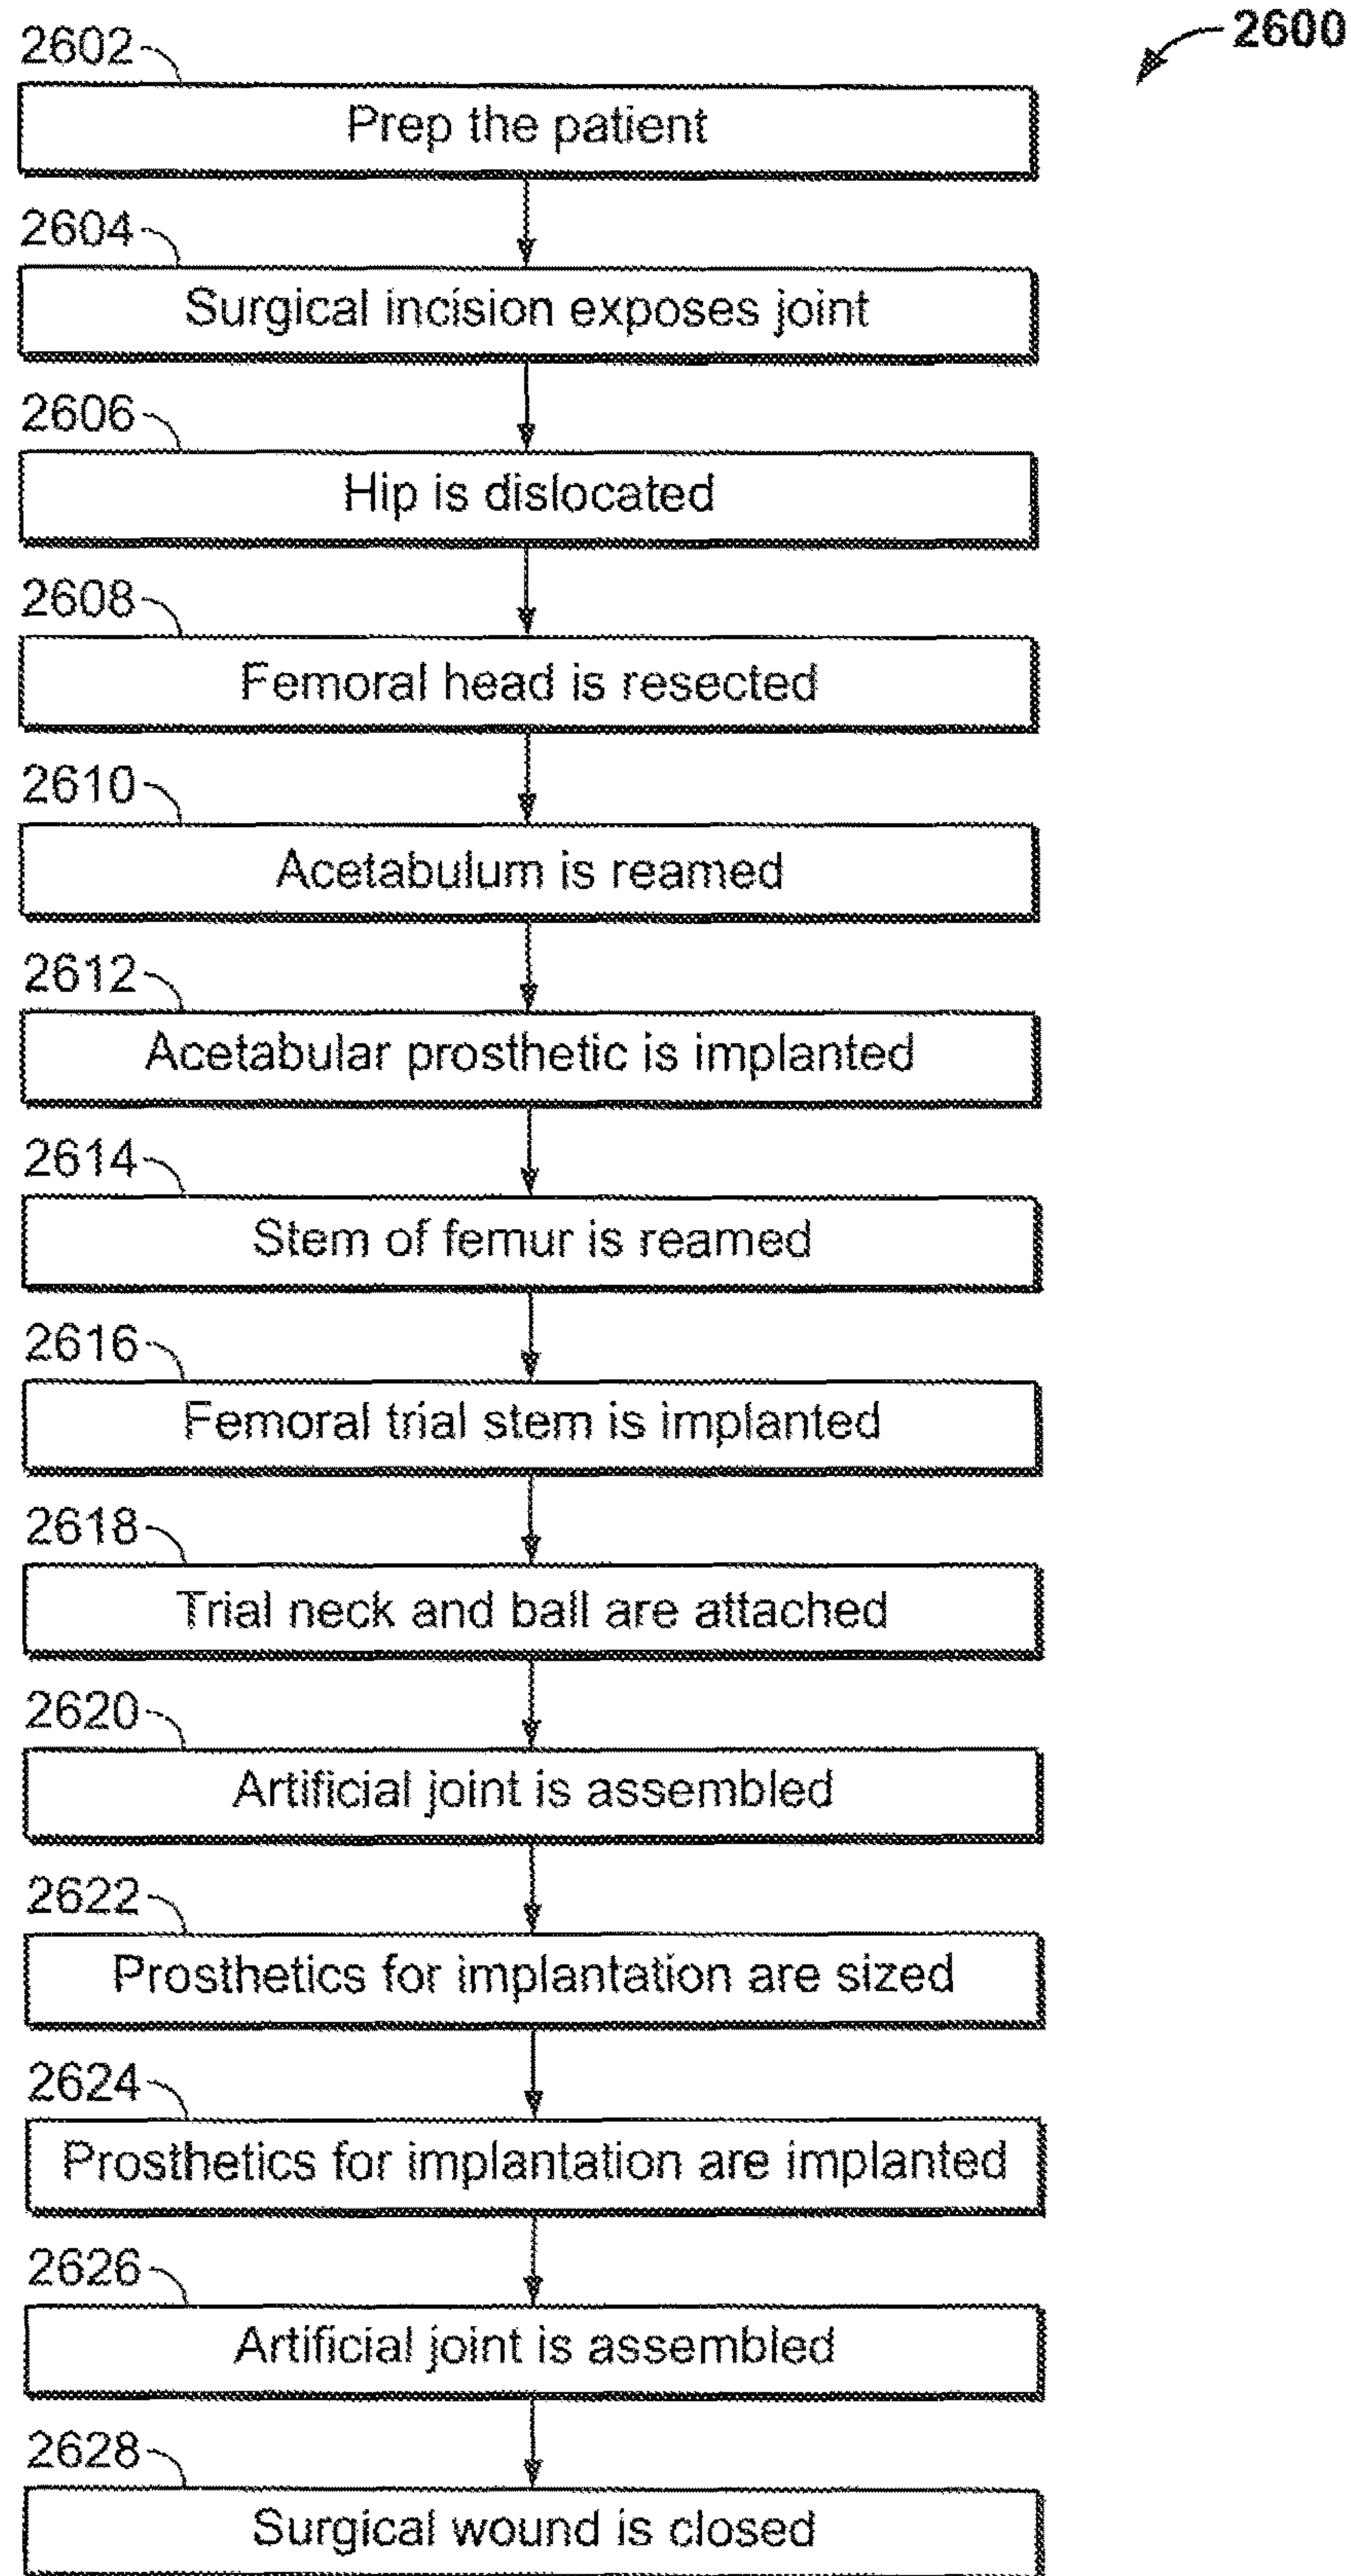 2600
2602
Prep the patient
2604
Surgical incision exposes joint
2606
Hip is dislocated
2608
Femoral head is resected
2610
Acetabulum is reamed
2612
Acetabular prosthetic is implanted
2614
Stem of femur is reamed
2616
Femoral trial stem is implanted
2618
Trial neck and ball are attached
2620
Artificial joint is assembled
2622
Prosthetics for implantation are sized
2624
Prosthetics for implantation are implanted
2626
Artificial joint is assembled
2628
Surgical wound is closed